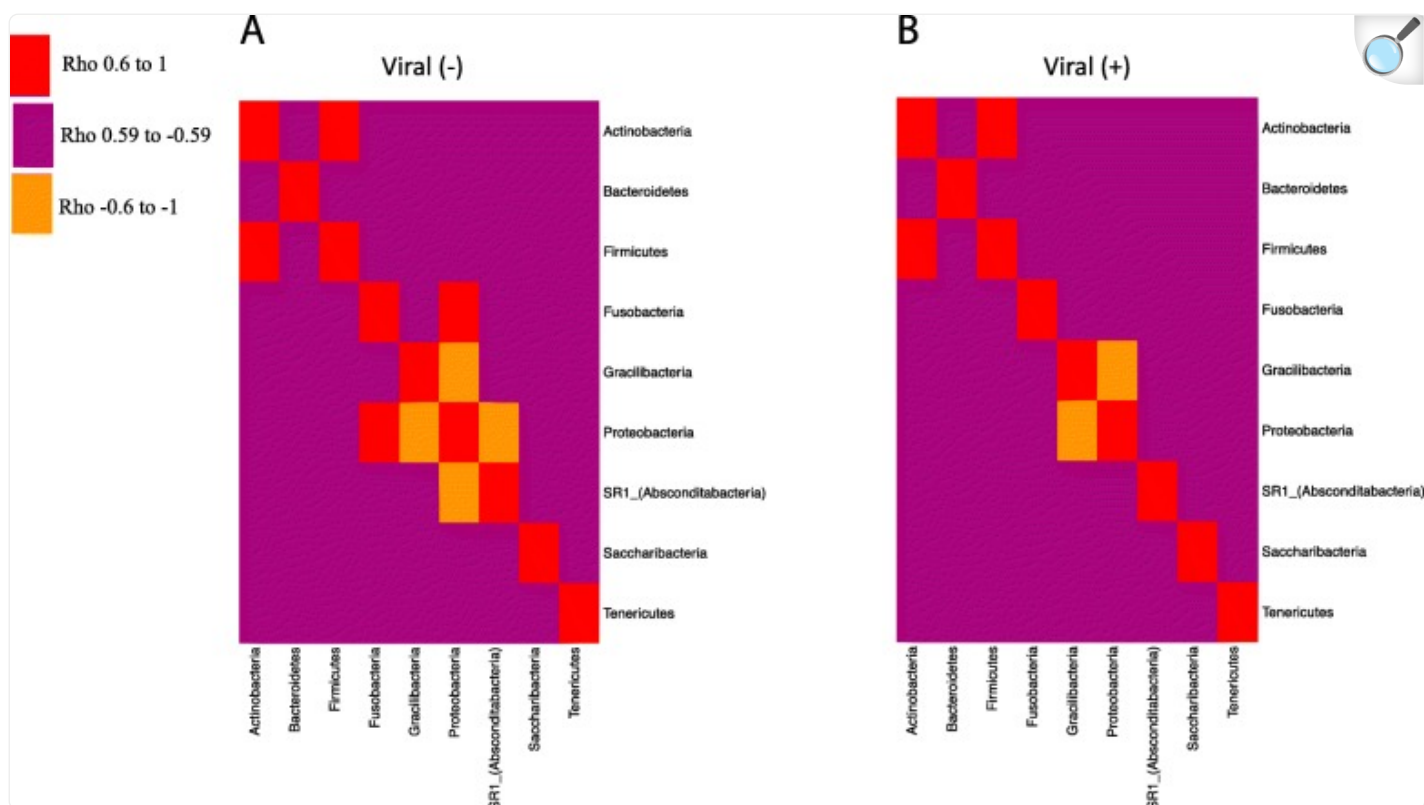 A
B
Viral (-)
Viral (+)
Rho 0.6 to 1
Rho 0.59 to -0.59
Rho -0.6 to -1
Actinobacteria
Bacteroidetes
Firmicutes
Fusobacteria
Gracilibacteria
Proteobacteria
SR1_(Absconditabacteria)
Saccharibacteria
Tenericutes
Actinobacteria
Bacteroidetes
Firmicutes
Fusobacteria
Gracilibacteria
Proteobacteria
SR1_(Absconditabacteria)
Saccharibacteria
Tenericutes
Actinobacteria
Bacteroidetes
Firmicutes
Fusobacteria
Gracilibacteria
Proteobacteria
SR1_(Absconditabacteria)
Saccharibacteria
Tenericutes
Actinobacteria
Bacteroidetes
Firmicutes
Fusobacteria
Gracilibacteria
Proteobacteria
SR1_(Absconditabacteria)
Saccharibacteria
Tenericutes